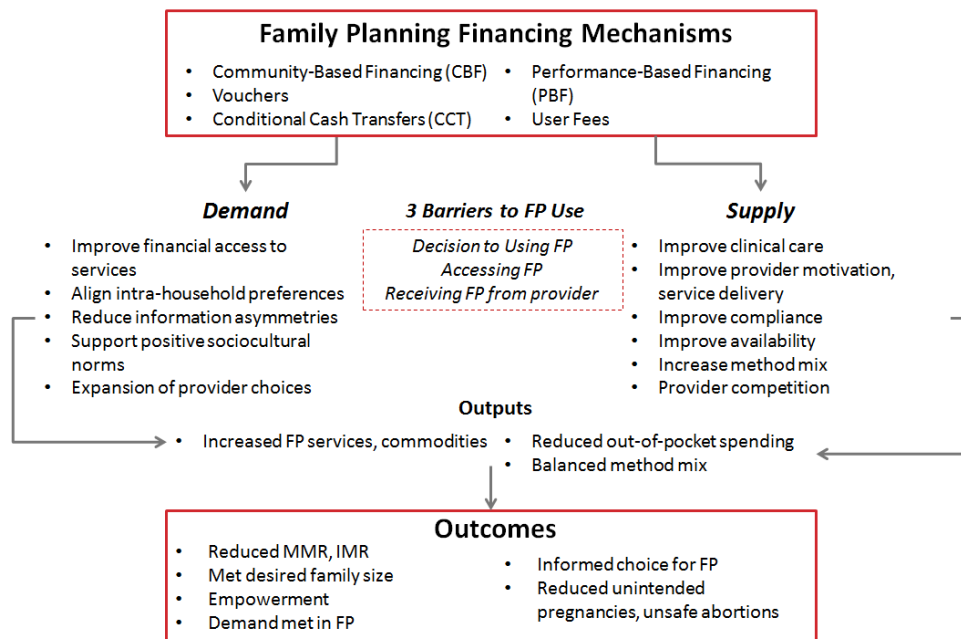 Family Planning Financing Mechanisms
• Community-Based Financing (CBF)
• Vouchers
• Conditional Cash Transfers (CCT)
• Performance-Based Financing
(PBF)
• User Fees
Demand
• Improve financial access to
services
• Align intra-household preferences
• Reduce information asymmetries
• Support positive sociocultural
norms
• Expansion of provider choices
3 Barriers to FP Use
Decision to Using FP
Accessing FP
Receiving FP from provider
Supply
• Improve clinical care
• Improve provider motivation,
service delivery
• Improve compliance
• Improve availability
• Increase method mix
• Provider competition
Outputs
• Increased FP services, commodities
• Reduced out-of-pocket spending
• Balanced method mix
Outcomes
• Reduced MMR, IMR
• Met desired family size
• Empowerment
• Demand met in FP
• Informed choice for FP
• Reduced unintended
pregnancies, unsafe abortions